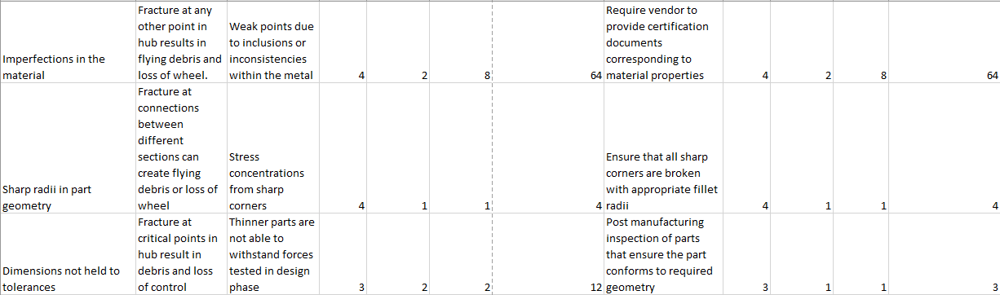 Imperfections in the
material
Fracture at any
other point in
hub results in
flying debris and
loss of wheel.
Weak points due
to inclusions or
inconsistencies
within the metal
4
2
8
64
Require vendor to
provide certification
documents
corresponding to
material properties
4
2
8
64
Sharp radii in part
geometry
Fracture at
connections
between
different
sections can
create flying
debris or loss of
wheel
Stress
concentrations
from sharp
corners
4
1
1
4
Ensure that all sharp
corners are broken
with appropriate fillet
radii
4
1
1
4
Dimensions not held to
tolerances
Fracture at
critical points in
hub result in
debris and loss
of control
Thinner parts are
not able to
withstand forces
tested in design
phase
3
2
2
12
Post manufacturing
inspection of parts
that ensure the part
conforms to required
geometry
3
1
1
3